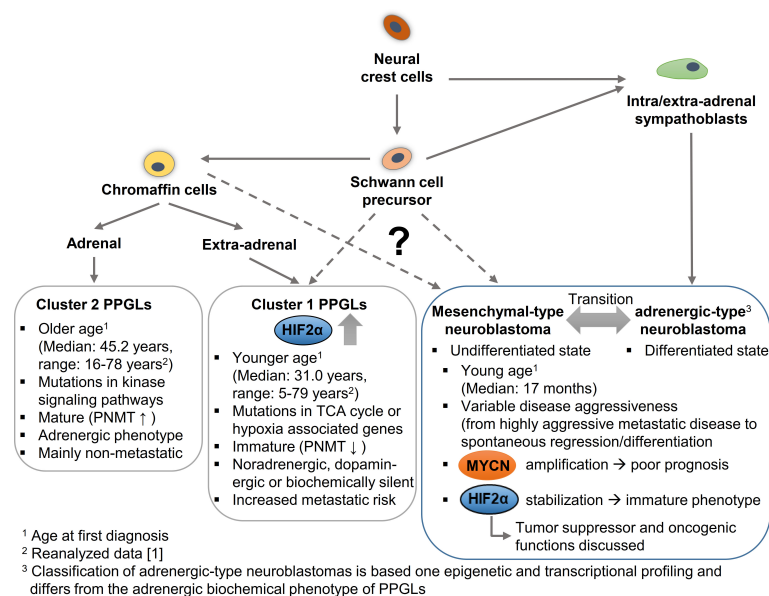 Neural
crest cells
Intra/extra-adrenal
sympathoblasts
Chromaffin cells
Schwann cell
precursor
?
Adrenal
Extra-adrenal
Cluster 2 PPGLs
▪ Older age¹
(Median: 45.2 years,
range: 16-78 years²)
▪ Mutations in kinase
signaling pathways
▪ Mature (PNMT ↑ )
▪ Adrenergic phenotype
▪ Mainly non-metastatic
Cluster 1 PPGLs
HIF2α
▪ Younger age¹
(Median: 31.0 years,
range: 5-79 years²)
▪ Mutations in TCA cycle or
hypoxia associated genes
▪ Immature (PNMT ↓ )
▪ Noradrenergic, dopamin-
ergic or biochemically silent
▪ Increased metastatic risk
Transition
Mesenchymal-type
neuroblastoma
adrenergic-type³
neuroblastoma
▪ Undifferentiated state
▪ Differentiated state
▪ Young age¹
(Median: 17 months)
▪ Variable disease aggressiveness
(from highly aggressive metastatic disease to
spontaneous regression/differentiation
▪ MYCN amplification → poor prognosis
▪ HIF2α stabilization → immature phenotype
Tumor suppressor and oncogenic
functions discussed
¹ Age at first diagnosis
² Reanalyzed data [1]
³ Classification of adrenergic-type neuroblastomas is based one epigenetic and transcriptional profiling and
differs from the adrenergic biochemical phenotype of PPGLs